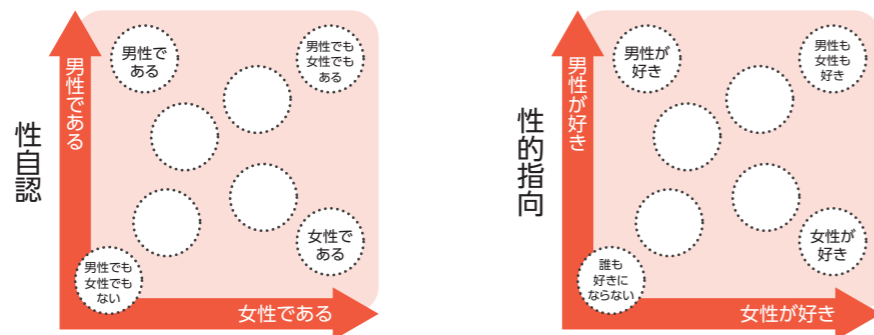 性自認
男性である
男性で
ある
男性でも
女性でも
ある
女性で
ある
男性でも
女性でも
ない
女性である
性的指向
男性が好き
男性が
好き
男性も
女性も
好き
女性が
好き
誰も
好きに
ならない
女性が好き